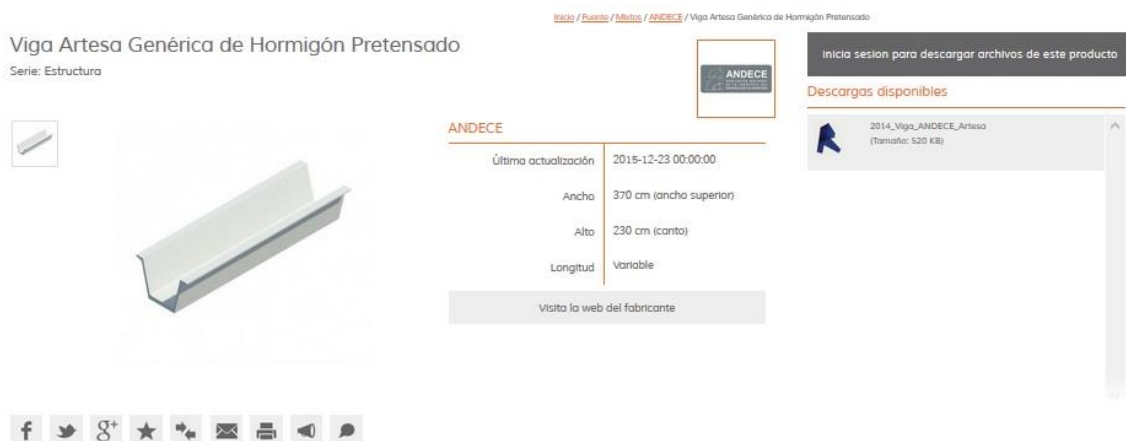 Inicio / Fuente / Mixtos / ANDECE / Viga Artesa Genérica de Hormigón Pretensado
Viga Artesa Genérica de Hormigón Pretensado
Serie: Estructura
ANDECE
ANDECE
Última actualización 2015-12-23 00:00:00
Ancho 370 cm (ancho superior)
Alto 230 cm (canto)
Longitud Variable
Visita la web del fabricante
Inicia sesion para descargar archivos de este producto
Descargas disponibles
2014_Viga_ANDECE_Artesa
(Tamaño: 520 KB)